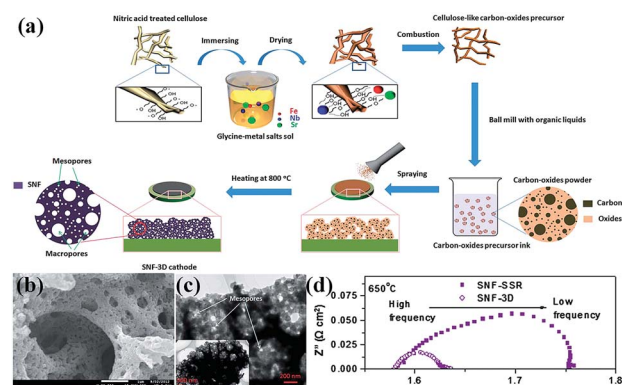 (a)
Nitric acid treated cellulose
Immersing
Drying
Combustion
Cellulose-like carbon-oxides precursor
Fe
Nb
Sr
Glycine-metal salts sol
Ball mill with organic liquids
Mesopores
SNF
Macropores
SNF-3D cathode
Heating at 800 °C
Spraying
Carbon-oxides powder
Carbon
Oxides
Carbon-oxides precursor ink
(b)
(c)
Mesopores
200 nm
(d)
650°C
SNF-SSR
SNF-3D
High frequency
Low frequency
Z" (Ω cm²)
0.075
0.050
0.025
0.000
1.6
1.7
1.8